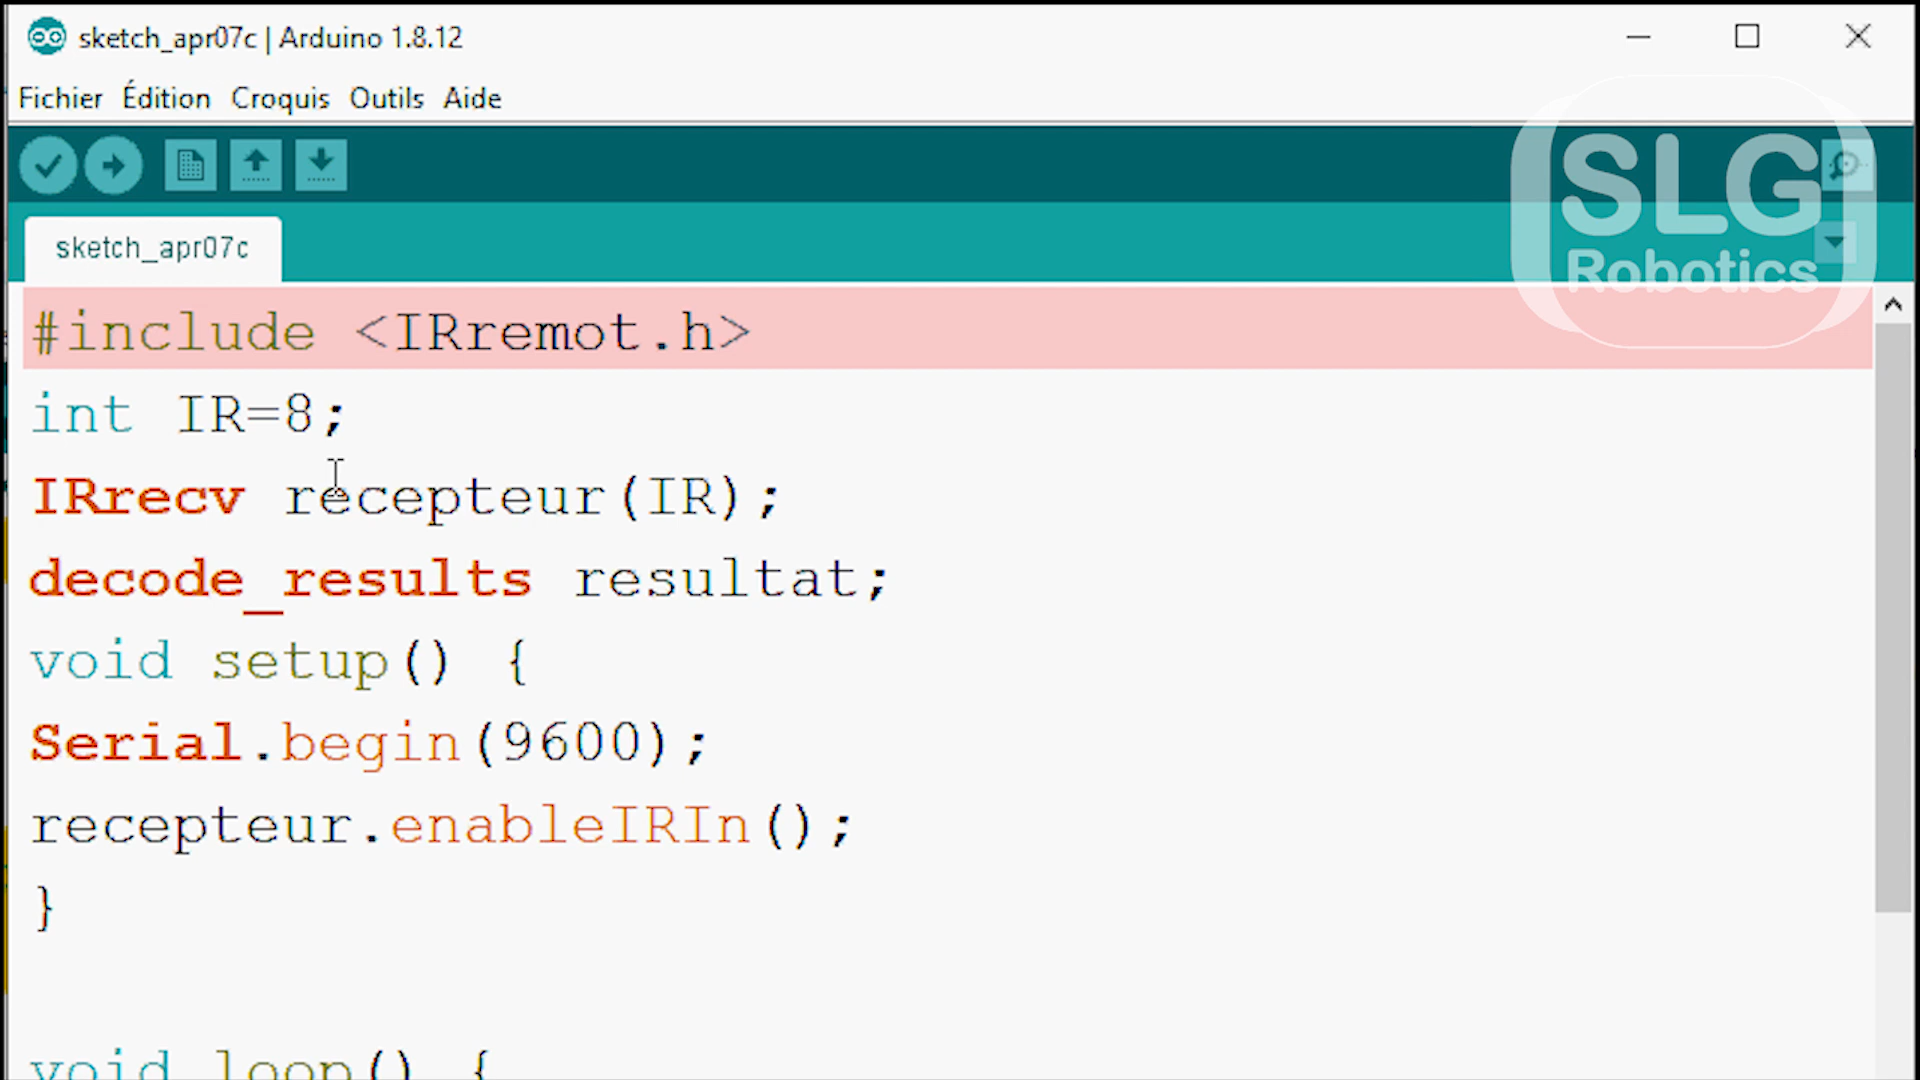 sketch_apr07c | Arduino 1.8.12
Fichier Édition Croquis Outils Aide
SLG
Robotics
sketch_apr07c
#include <IRremot.h>
int IR=8;
IRrecv recepteur(IR);
decode_results resultat;
void setup() {
Serial.begin(9600);
recepteur.enableIRIn();
}
void loop() {